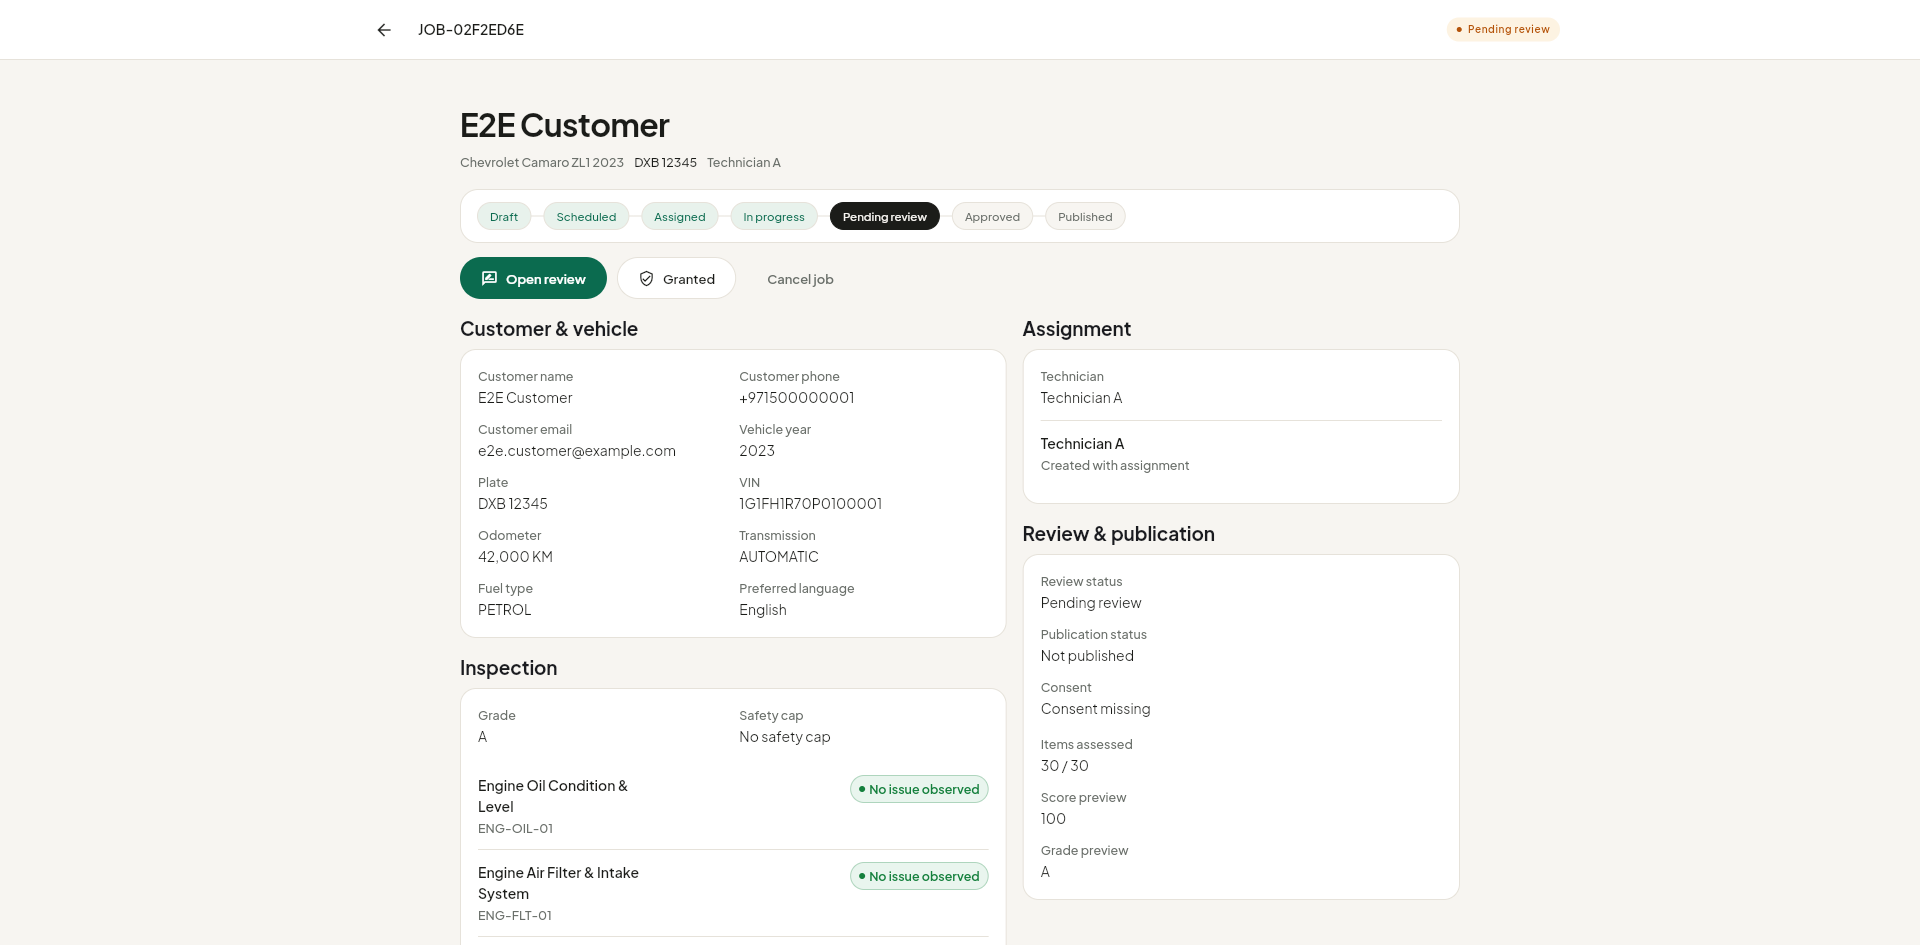 JOB-02F2ED6E
Pending review
E2E Customer
Chevrolet Camaro ZL1 2023 DXB 12345 Technician A
Draft Scheduled Assigned In progress Pending review Approved Published
Open review Granted Cancel job
Customer & vehicle
Customer name
E2E Customer
Customer phone
+971500000001
Customer email
e2e.customer@example.com
Vehicle year
2023
Plate
DXB 12345
VIN
1G1FH1R70P0100001
Odometer
42,000 KM
Transmission
AUTOMATIC
Fuel type
PETROL
Preferred language
English
Inspection
Grade
A
Safety cap
No safety cap
Engine Oil Condition &
Level
ENG-OIL-01
No issue observed
Engine Air Filter & Intake
System
ENG-FLT-01
No issue observed
Assignment
Technician
Technician A
Technician A
Created with assignment
Review & publication
Review status
Pending review
Publication status
Not published
Consent
Consent missing
Items assessed
30 / 30
Score preview
100
Grade preview
A